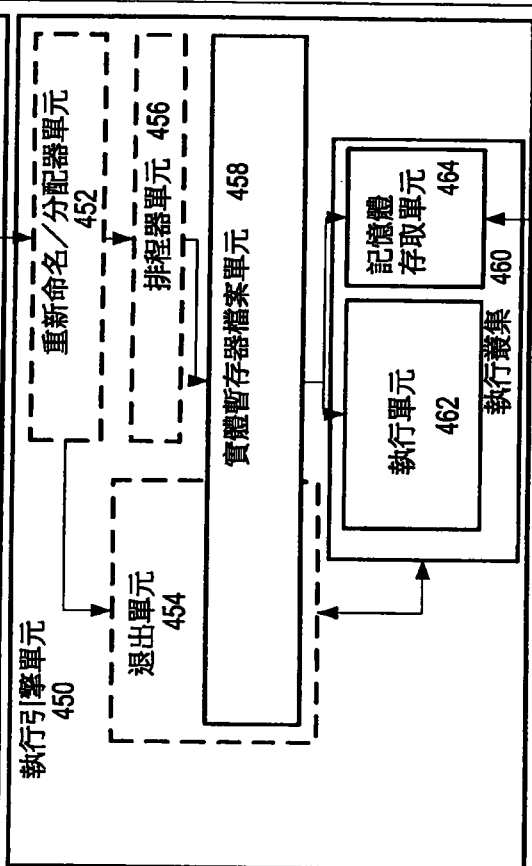 執行引擎單元
450
重新命名／分配器單元
452
退出單元
454
排程器單元 456
實體暫存器檔案單元 458
執行單元
462
記憶體
存取單元
464
執行叢集 460